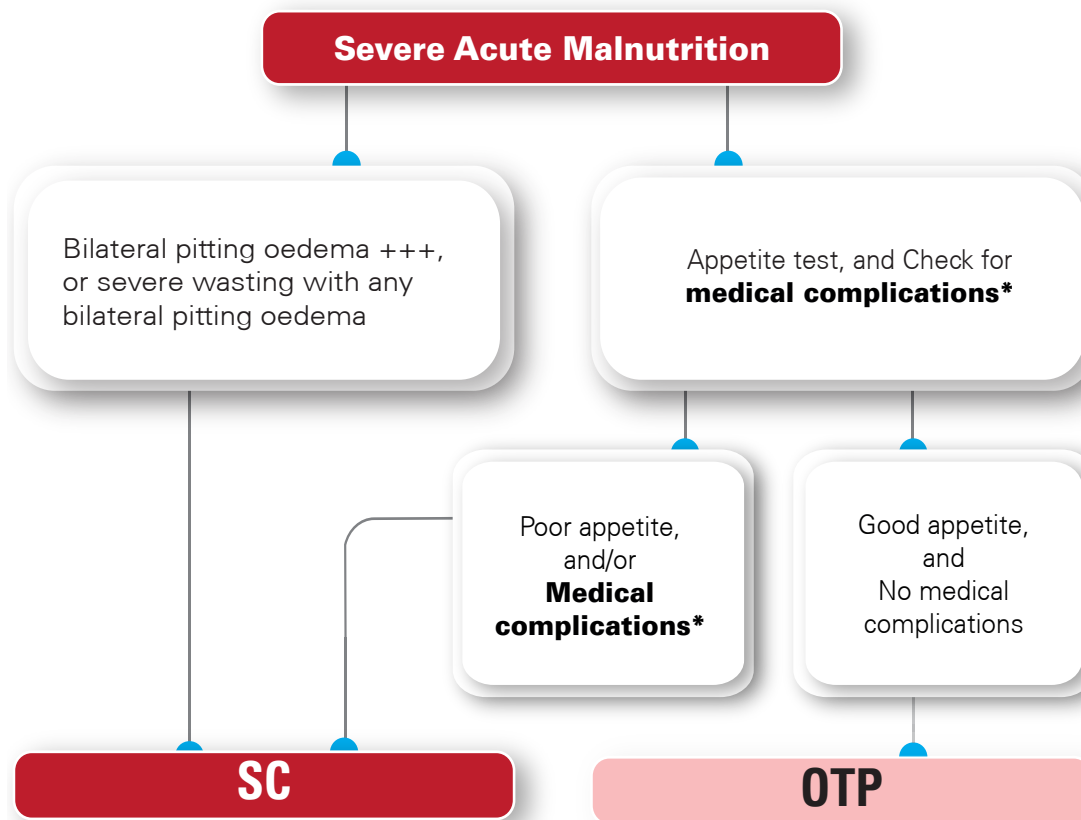 Severe Acute Malnutrition
Bilateral pitting oedema +++,
or severe wasting with any
bilateral pitting oedema
Appetite test, and Check for
medical complications*
Poor appetite,
and/or
Medical
complications*
Good appetite,
and
No medical
complications
SC
OTP